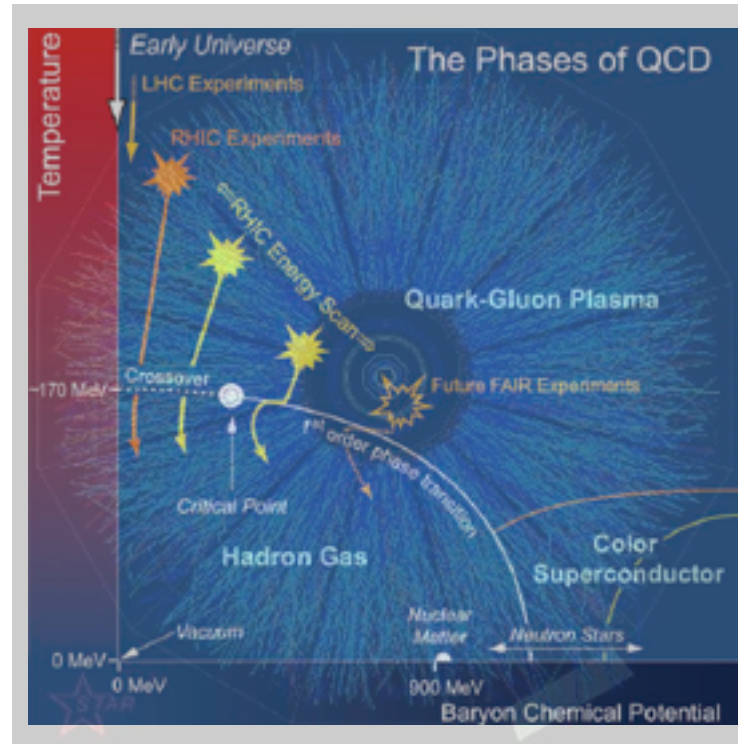 Early Universe
The Phases of QCD
Temperature
LHC Experiments
RHIC Experiments
⇐RHIC Energy Scan⇒
Quark-Gluon Plasma
Crossover
~170 MeV
Future FAIR Experiments
1st order phase transition
Critical Point
Hadron Gas
Color
Superconductor
Nuclear
Matter
Vacuum
Neutron Stars
0 MeV
0 MeV
900 MeV
Baryon Chemical Potential
STAR